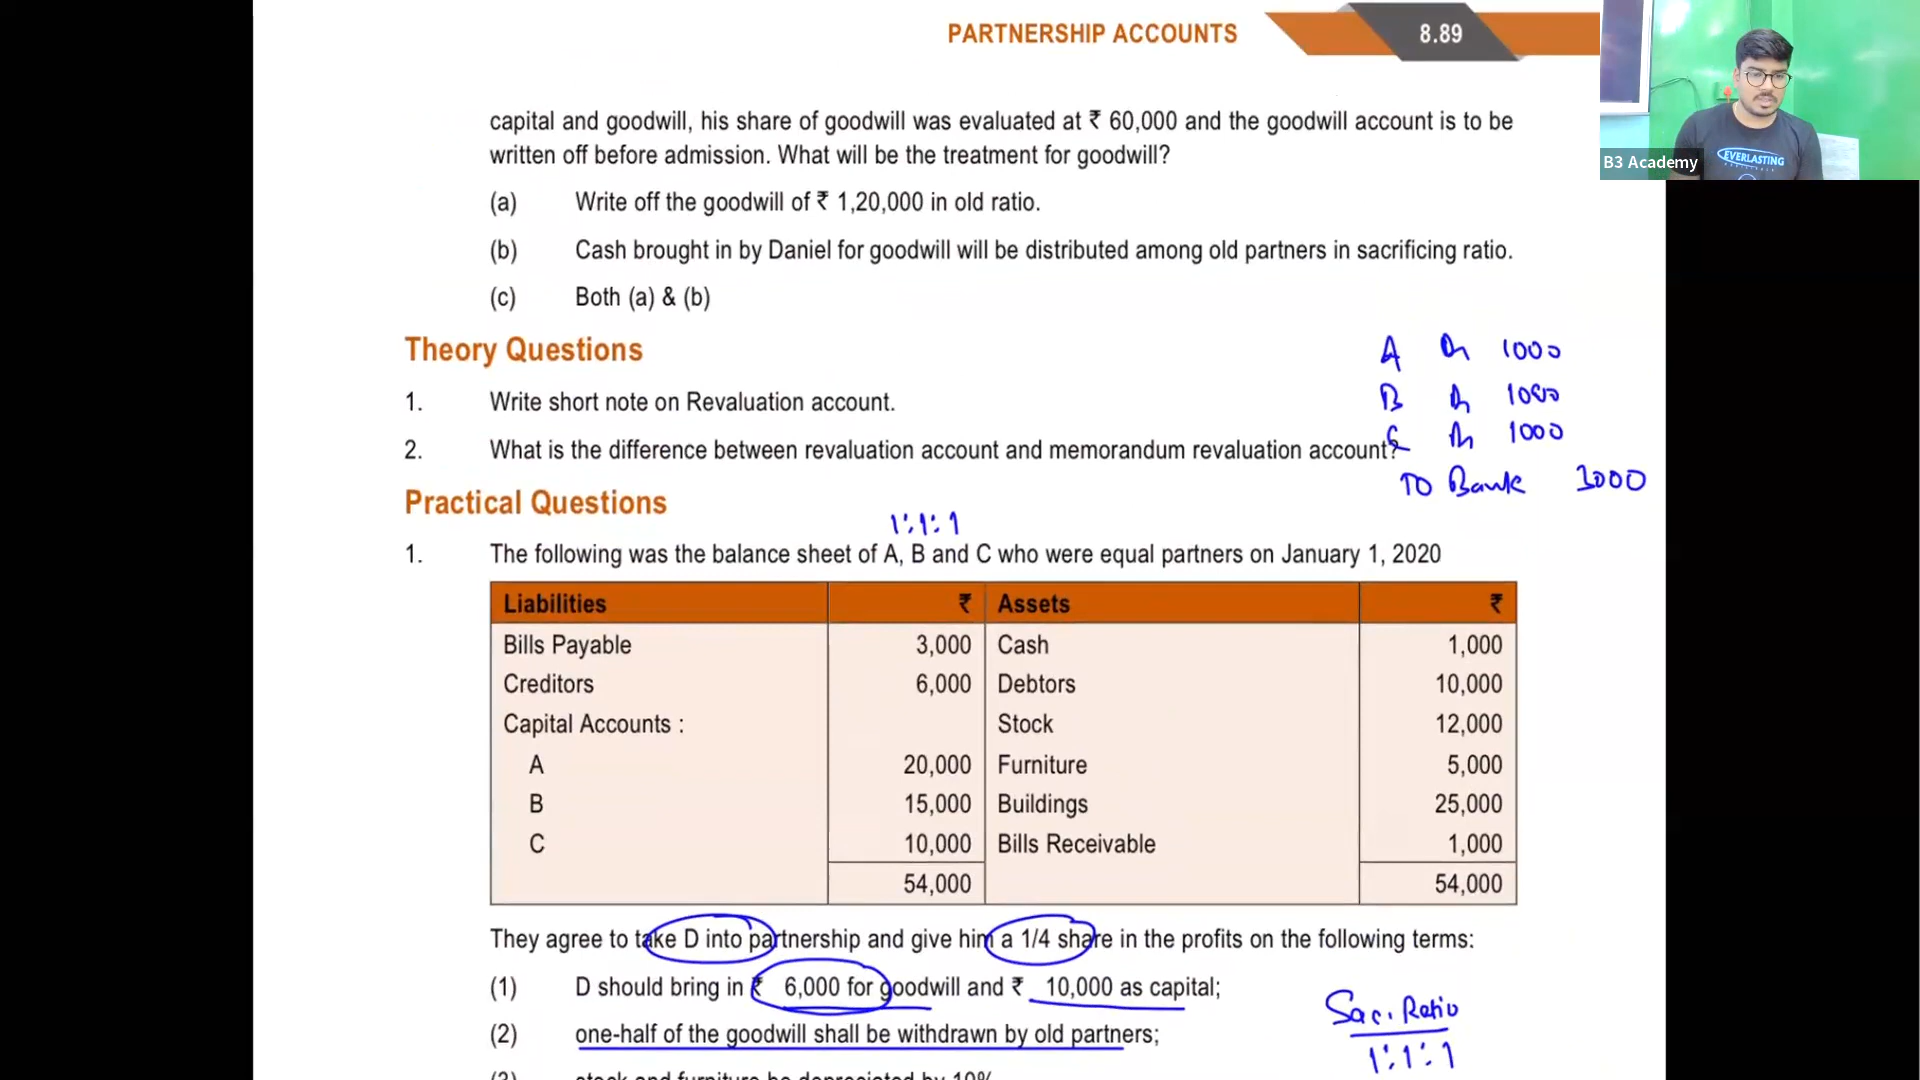 PARTNERSHIP ACCOUNTS 8.89
B3 Academy
EVERLASTING
capital and goodwill, his share of goodwill was evaluated at ₹ 60,000 and the goodwill account is to be
written off before admission. What will be the treatment for goodwill?
(a) Write off the goodwill of ₹ 1,20,000 in old ratio.
(b) Cash brought in by Daniel for goodwill will be distributed among old partners in sacrificing ratio.
(c) Both (a) & (b)
Theory Questions
A Dr 1000
1. Write short note on Revaluation account.
B Dr 1000
2. What is the difference between revaluation account and memorandum revaluation account?
C Dr 1000
TO Bank 3000
Practical Questions
1:1:1
1. The following was the balance sheet of A, B and C who were equal partners on January 1, 2020
Liabilities ₹ Assets ₹
Bills Payable 3,000 Cash 1,000
Creditors 6,000 Debtors 10,000
Capital Accounts : Stock 12,000
A 20,000 Furniture 5,000
B 15,000 Buildings 25,000
C 10,000 Bills Receivable 1,000
54,000 54,000
They agree to take D into partnership and give him a 1/4 share in the profits on the following terms:
(1) D should bring in ₹ 6,000 for goodwill and ₹ 10,000 as capital;
Sac. Ratio
(2) one-half of the goodwill shall be withdrawn by old partners;
1:1:1
(3) stock and furniture be depreciated by 10%